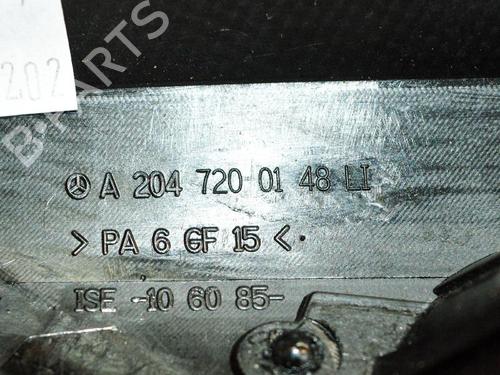 202
B-PARTS
A 204 720 01 48 LI
>PA 6 GF 15<
ISE -10 60 85-